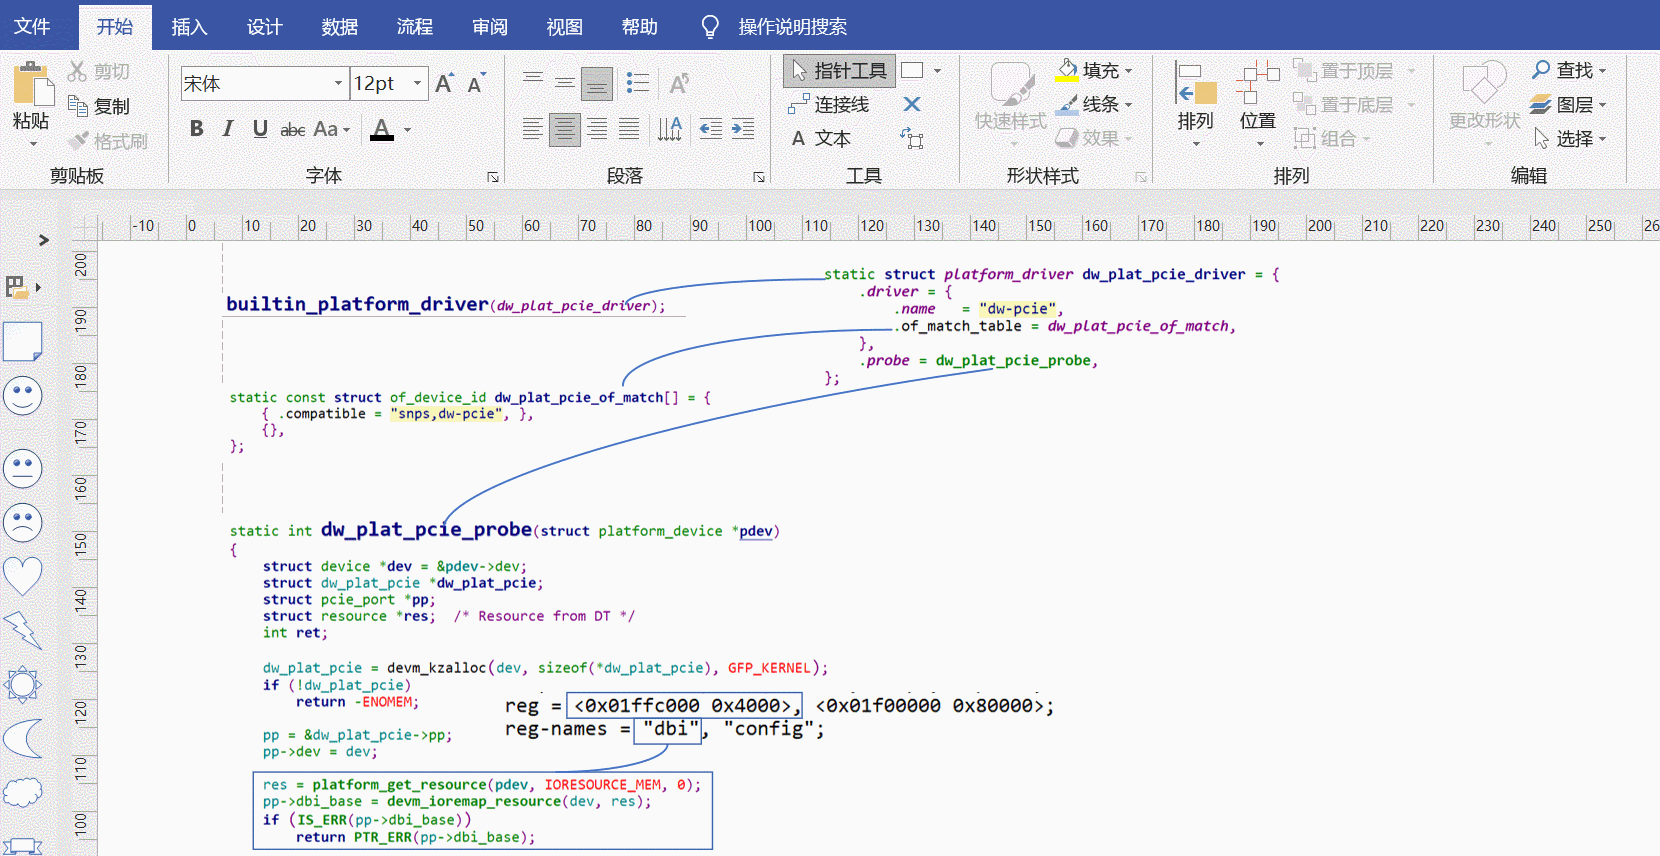 文件 开始 插入 设计 数据 流程 审阅 视图 帮助 操作说明搜索
剪切
复制
格式刷
粘贴
剪贴板
宋体 12pt
B I U abc Aa A
字体
段落
指针工具
连接线
A 文本
工具
快速样式
填充
线条
效果
形状样式
排列 位置
置于顶层
置于底层
组合
排列
更改形状
查找
图层
选择
编辑
-10 0 10 20 30 40 50 60 70 80 90 100 110 120 130 140 150 160 170 180 190 200 210 220 230 240 250 26
200
190
180
170
160
150
140
130
120
110
100
builtin_platform_driver(dw_plat_pcie_driver);
static struct platform_driver dw_plat_pcie_driver = {
.driver = {
.name = "dw-pcie",
.of_match_table = dw_plat_pcie_of_match,
},
.probe = dw_plat_pcie_probe,
};
static const struct of_device_id dw_plat_pcie_of_match[] = {
{ .compatible = "snps,dw-pcie", },
{},
};
static int dw_plat_pcie_probe(struct platform_device *pdev)
{
struct device *dev = &pdev->dev;
struct dw_plat_pcie *dw_plat_pcie;
struct pcie_port *pp;
struct resource *res; /* Resource from DT */
int ret;
dw_plat_pcie = devm_kzalloc(dev, sizeof(*dw_plat_pcie), GFP_KERNEL);
if (!dw_plat_pcie)
return -ENOMEM;
reg = <0x01ffc000 0x4000>, <0x01f00000 0x80000>;
reg-names = "dbi", "config";
pp = &dw_plat_pcie->pp;
pp->dev = dev;
res = platform_get_resource(pdev, IORESOURCE_MEM, 0);
pp->dbi_base = devm_ioremap_resource(dev, res);
if (IS_ERR(pp->dbi_base))
return PTR_ERR(pp->dbi_base);